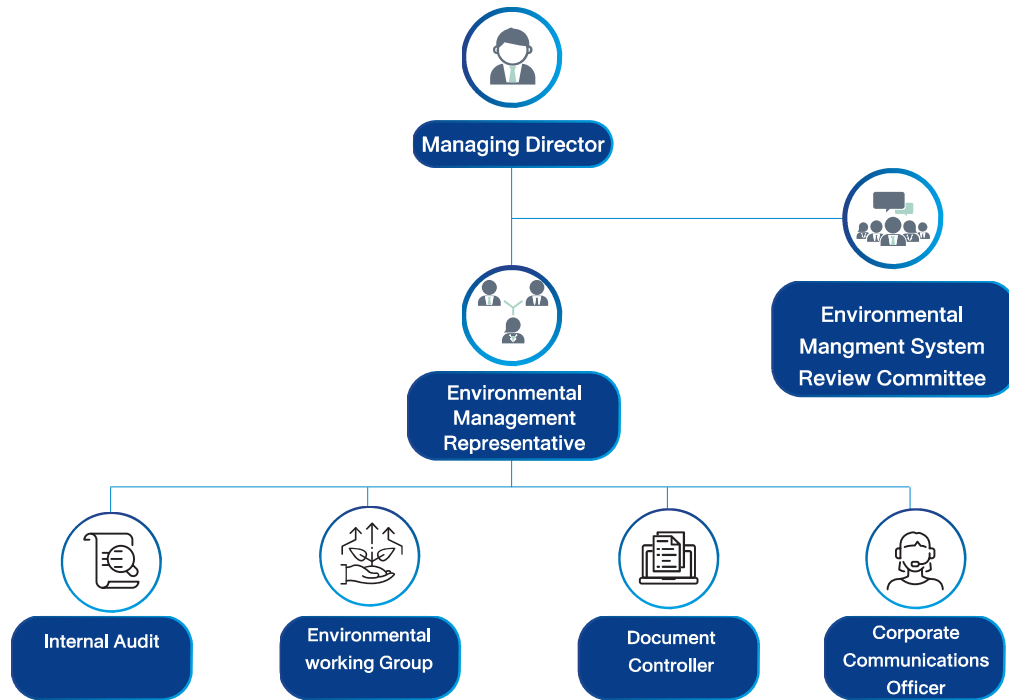 Managing Director
Environmental
Mangment System
Review Committee
Environmental
Management
Representative
Internal Audit
Environmental
working Group
Document
Controller
Corporate
Communications
Officer